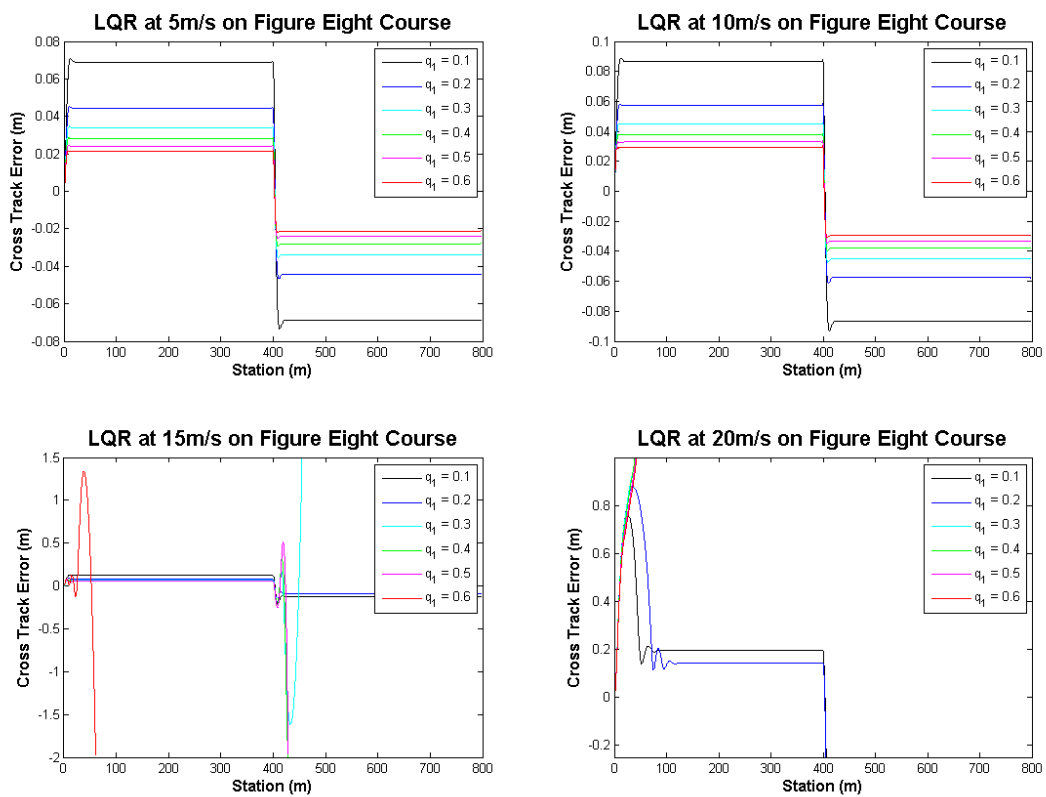 LQR at 5m/s on Figure Eight Course
Cross Track Error (m)
0.08
0.06
0.04
0.02
0
-0.02
-0.04
-0.06
-0.08
0 100 200 300 400 500 600 700 800
Station (m)
q1 = 0.1
q1 = 0.2
q1 = 0.3
q1 = 0.4
q1 = 0.5
q1 = 0.6
LQR at 10m/s on Figure Eight Course
Cross Track Error (m)
0.1
0.08
0.06
0.04
0.02
0
-0.02
-0.04
-0.06
-0.08
-0.1
0 100 200 300 400 500 600 700 800
Station (m)
q1 = 0.1
q1 = 0.2
q1 = 0.3
q1 = 0.4
q1 = 0.5
q1 = 0.6
LQR at 15m/s on Figure Eight Course
Cross Track Error (m)
1.5
1
0.5
0
-0.5
-1
-1.5
-2
0 100 200 300 400 500 600 700 800
Station (m)
q1 = 0.1
q1 = 0.2
q1 = 0.3
q1 = 0.4
q1 = 0.5
q1 = 0.6
LQR at 20m/s on Figure Eight Course
Cross Track Error (m)
0.8
0.6
0.4
0.2
0
-0.2
0 100 200 300 400 500 600 700 800
Station (m)
q1 = 0.1
q1 = 0.2
q1 = 0.3
q1 = 0.4
q1 = 0.5
q1 = 0.6